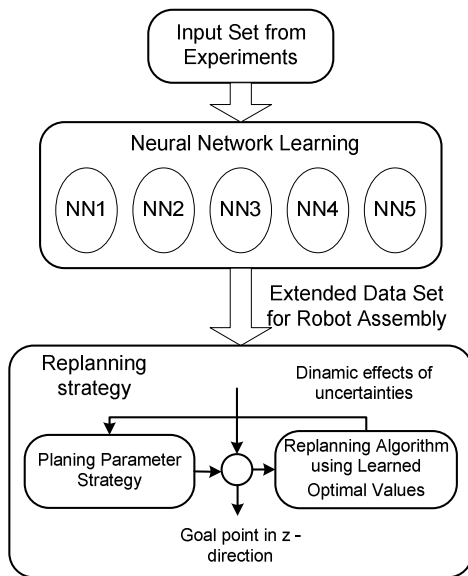 Input Set from
Experiments
Neural Network Learning
NN1 NN2 NN3 NN4 NN5
Extended Data Set
for Robot Assembly
Replanning
strategy
Dinamic effects of
uncertainties
Planing Parameter
Strategy
Replanning Algorithm
using Learned
Optimal Values
Goal point in z -
direction